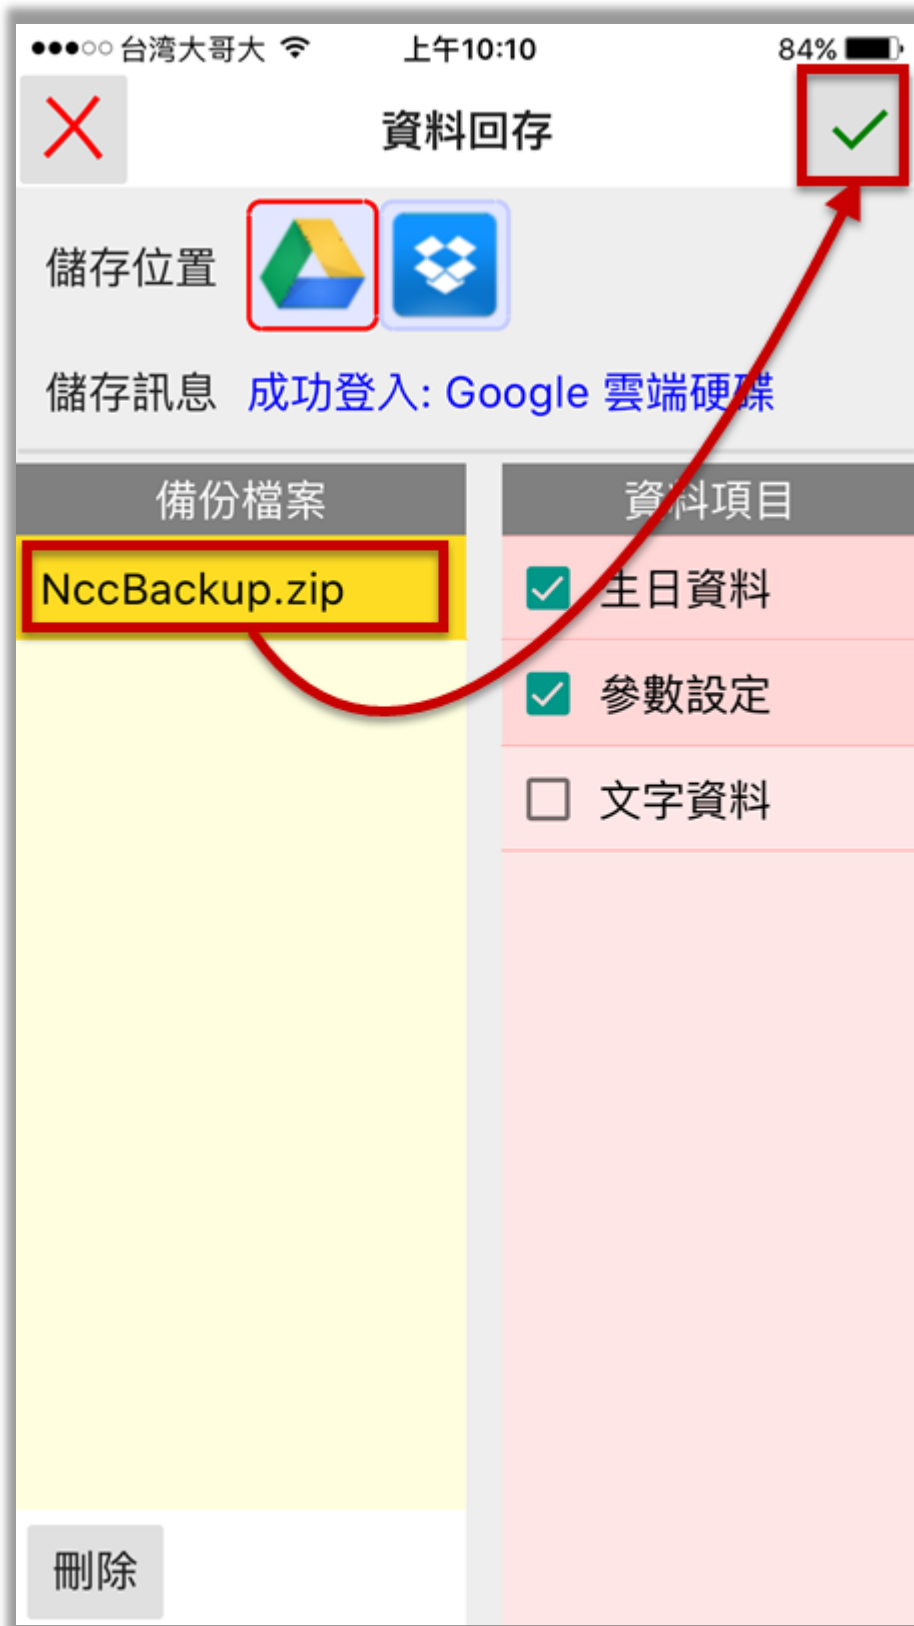 台湾大哥大 上午10:10 84%
資料回存
儲存位置
儲存訊息 成功登入: Google 雲端硬碟
備份檔案 資料項目
NccBackup.zip 主日資料
參數設定
文字資料
刪除